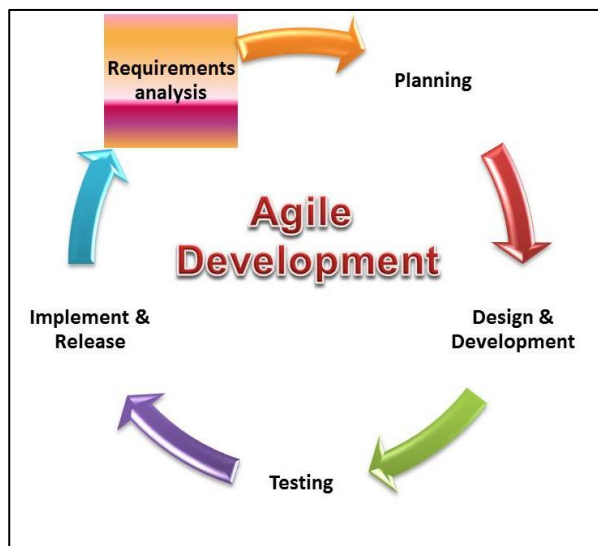 Requirements
analysis
Planning
Agile
Development
Implement &
Release
Design &
Development
Testing